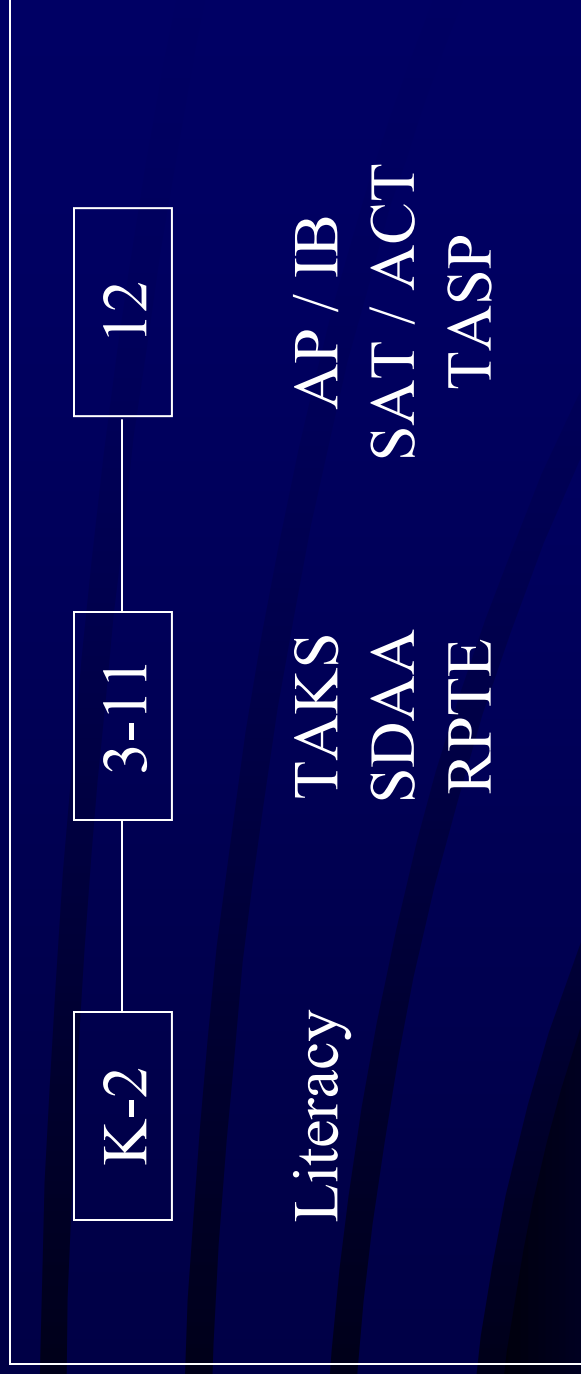 K-2
3-11
12
Literacy
TAKS
SDAA
RPTE
AP / IB
SAT / ACT
TASP